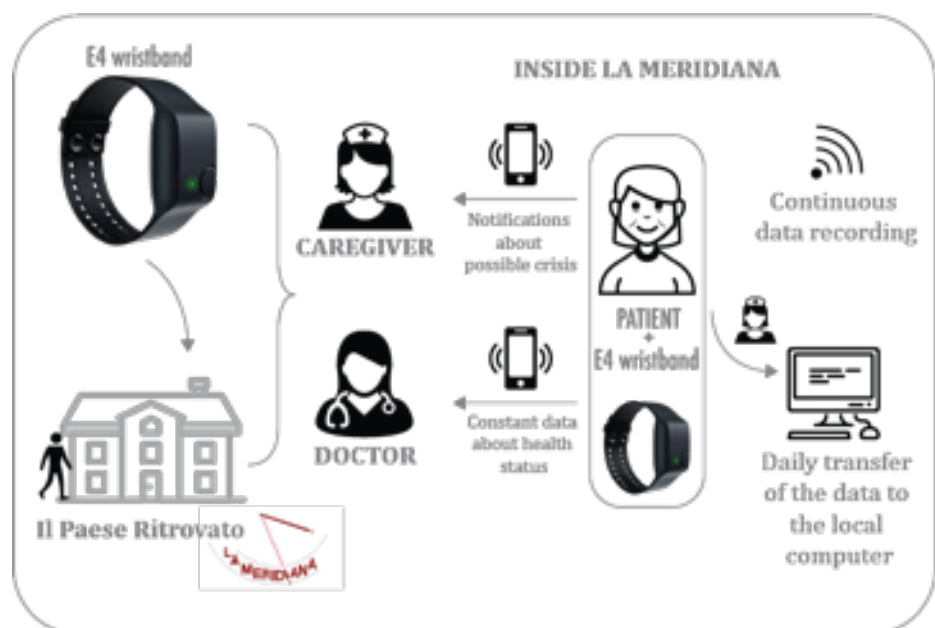 E4 wristband
INSIDE LA MERIDIANA
CAREGIVER
Notifications
about
possible crisis
Continuous
data recording
PATIENT
+
E4 wristband
DOCTOR
Constant data
about health
status
Daily transfer
of the data to
the local
computer
Il Paese Ritrovato
LA MERIDIANA